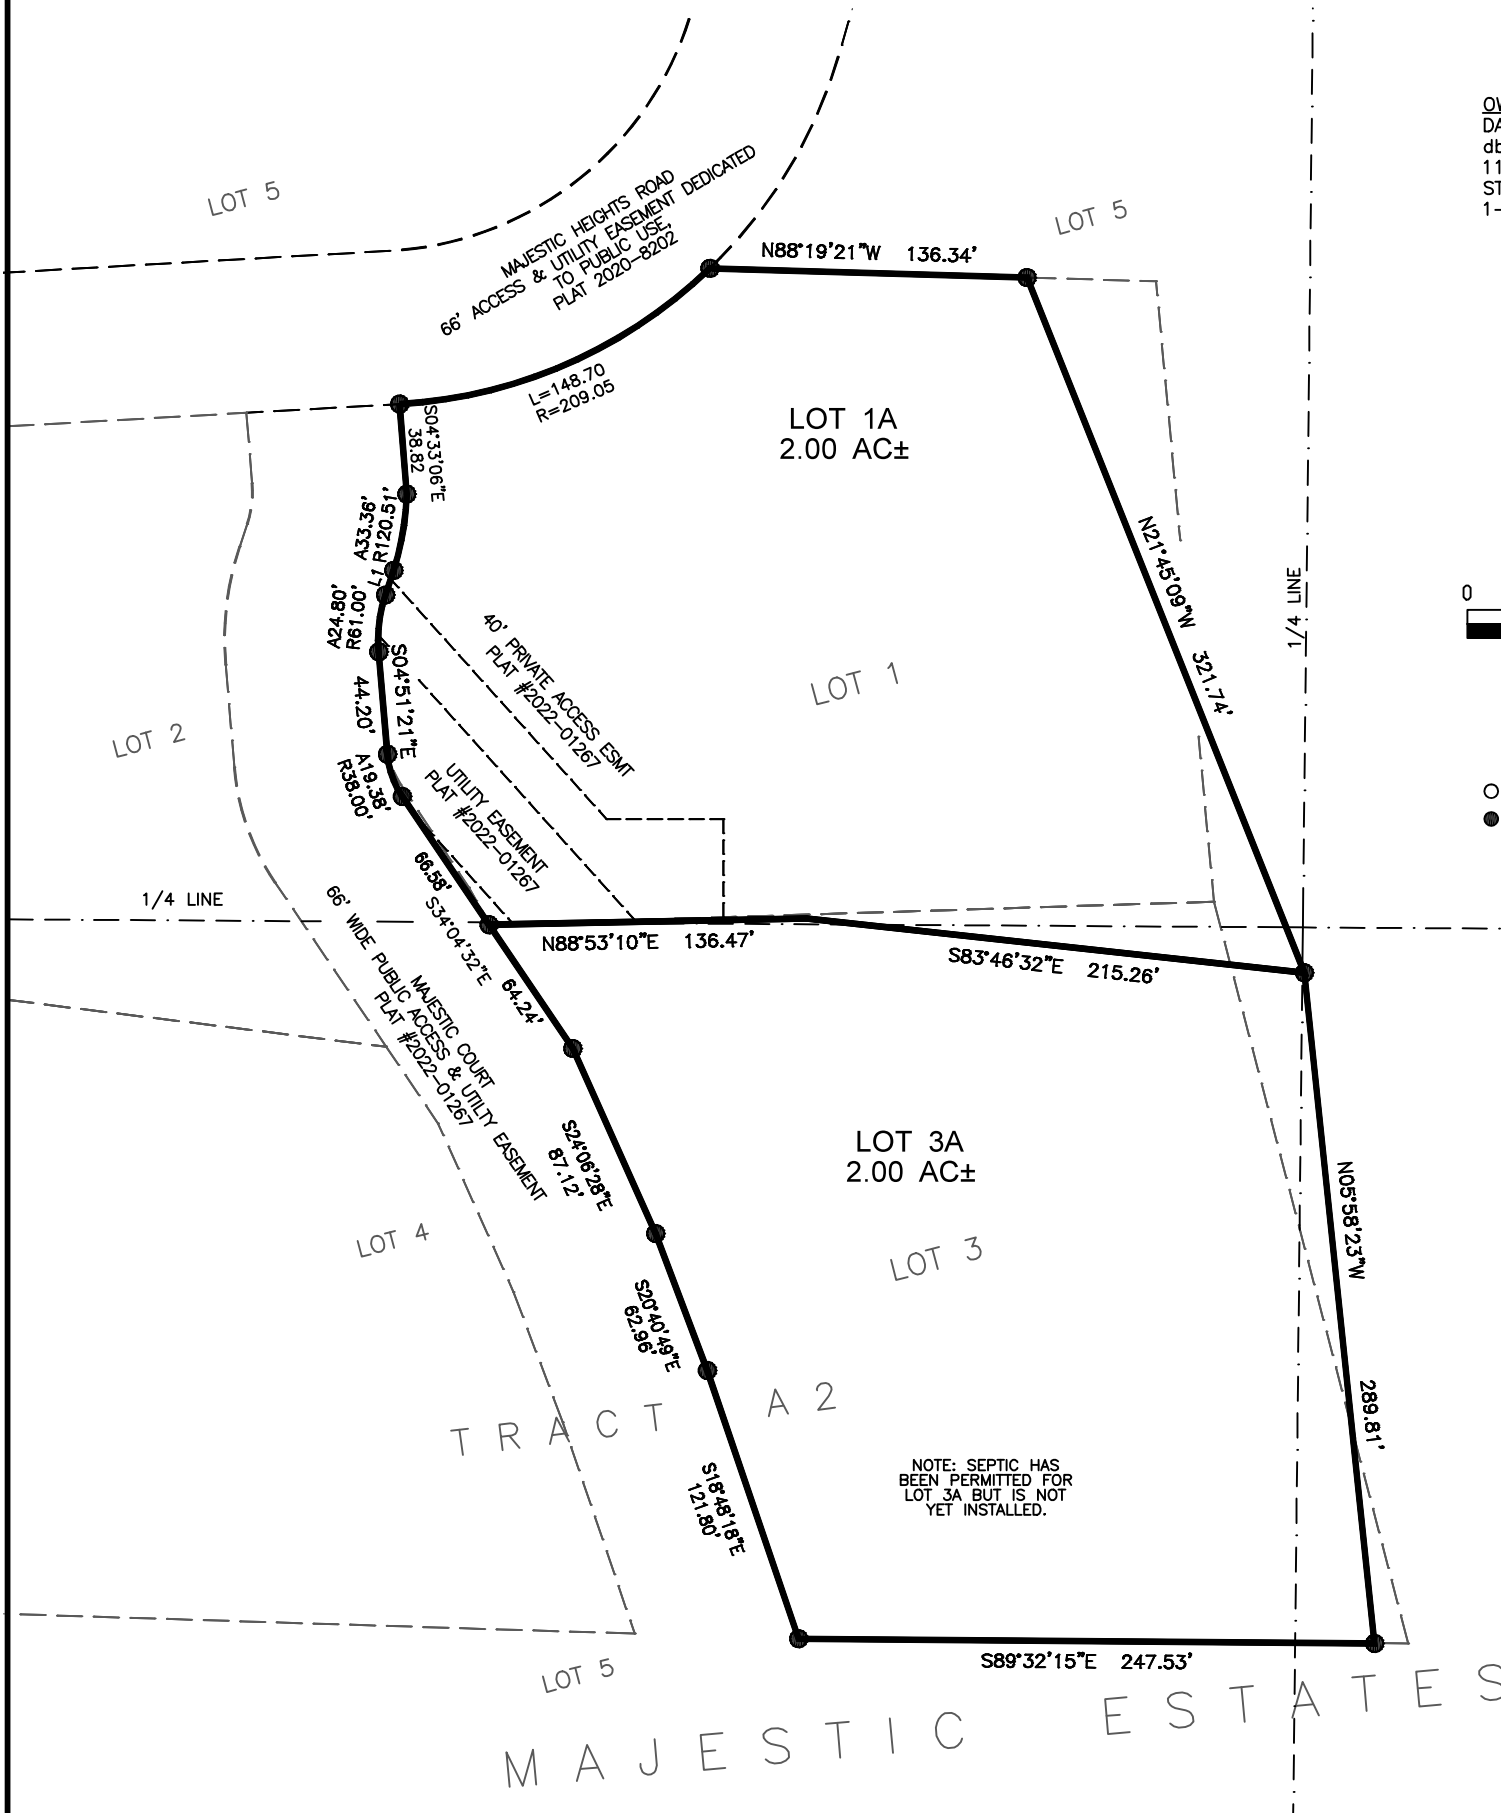 OW
DA
db
11
ST
1-
LOT 5
MAJESTIC HEIGHTS ROAD
66' ACCESS & UTILITY EASEMENT DEDICATED
TO PUBLIC USE,
PLAT 2020-8202
LOT 5
N88°19'21"W 136.34'
L=148.70
R=209.05
LOT 1A
2.00 AC±
S04°33'06"E
38.82
A33.36'
R120.51'
L1
A24.80'
R61.00'
N21°45'09"W 321.74'
1/4 LINE
0
40' PRIVATE ACCESS ESMT
PLAT #2022-01267
S04°51'21"E
44.20'
LOT 1
LOT 2
A19.38'
R38.00'
UTILITY EASEMENT
PLAT #2022-01267
66.58'
S34°04'32"E
64.24'
1/4 LINE
N88°53'10"E 136.47'
S83°46'32"E 215.26'
MAJESTIC COURT
66' WIDE PUBLIC ACCESS & UTILTY EASEMENT
PLAT #2022-01267
LOT 3A
2.00 AC±
S24°06'28"E
87.12'
N05°58'23"W 289.81'
LOT 4
LOT 3
S20°40'49"E
62.96'
TRACT A2
S18°48'18"E
121.80'
NOTE: SEPTIC HAS
BEEN PERMITTED FOR
LOT 3A BUT IS NOT
YET INSTALLED.
S89°32'15"E 247.53'
LOT 5
MAJESTIC ESTATES